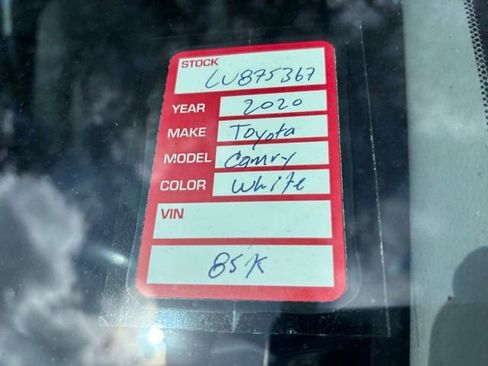 STOCK
LU875367
YEAR 2020
MAKE Toyota
MODEL Camry
COLOR White
VIN
85K